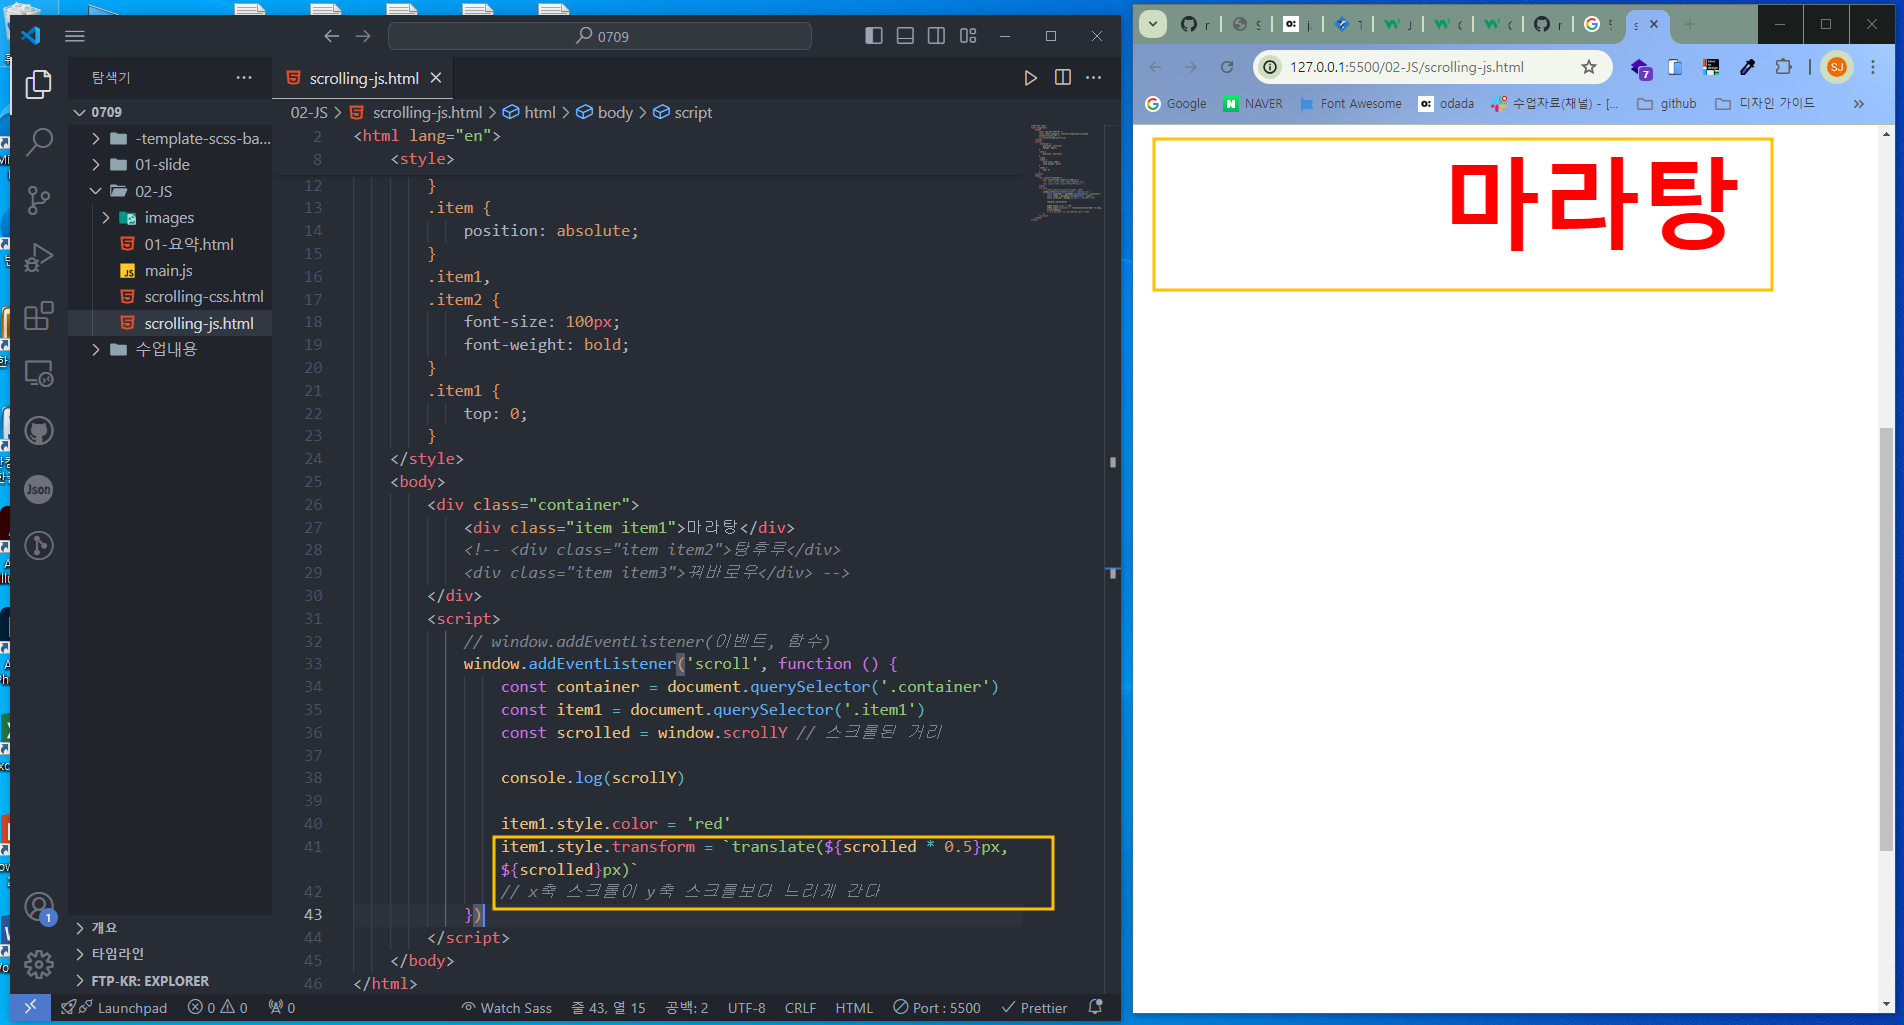 0709
탐색기
0709
-template-scss-ba...
01-slide
02-JS
images
01-요약.html
main.js
scrolling-css.html
scrolling-js.html
수업내용
개요
타임라인
FTP-KR: EXPLORER
scrolling-js.html
02-JS > scrolling-js.html > html > body > script
2 <html lang="en">
8 <style>
12 }
13 .item {
14 position: absolute;
15 }
16 .item1,
17 .item2 {
18 font-size: 100px;
19 font-weight: bold;
20 }
21 .item1 {
22 top: 0;
23 }
24 </style>
25 <body>
26 <div class="container">
27 <div class="item item1">마라탕</div>
28 <!-- <div class="item item2">탕후루</div>
29 <div class="item item3">꿔바로우</div> -->
30 </div>
31 <script>
32 // window.addEventListener(이벤트, 함수)
33 window.addEventListener('scroll', function () {
34 const container = document.querySelector('.container')
35 const item1 = document.querySelector('.item1')
36 const scrolled = window.scrollY // 스크롤된 거리
37
38 console.log(scrollY)
39
40 item1.style.color = 'red'
41 item1.style.transform = `translate(${scrolled * 0.5}px,
${scrolled}px)`
42 // x축 스크롤이 y축 스크롤보다 느리게 간다
43 })
44 </script>
45 </body>
46 </html>
Json
1
Launchpad
0 0
0
Watch Sass
줄 43, 열 15
공백: 2
UTF-8
CRLF
HTML
Port : 5500
Prettier
127.0.0.1:5500/02-JS/scrolling-js.html
7
SJ
Google
NAVER
Font Awesome
odada
수업자료(채널) - [...
github
디자인 가이드
마라탕